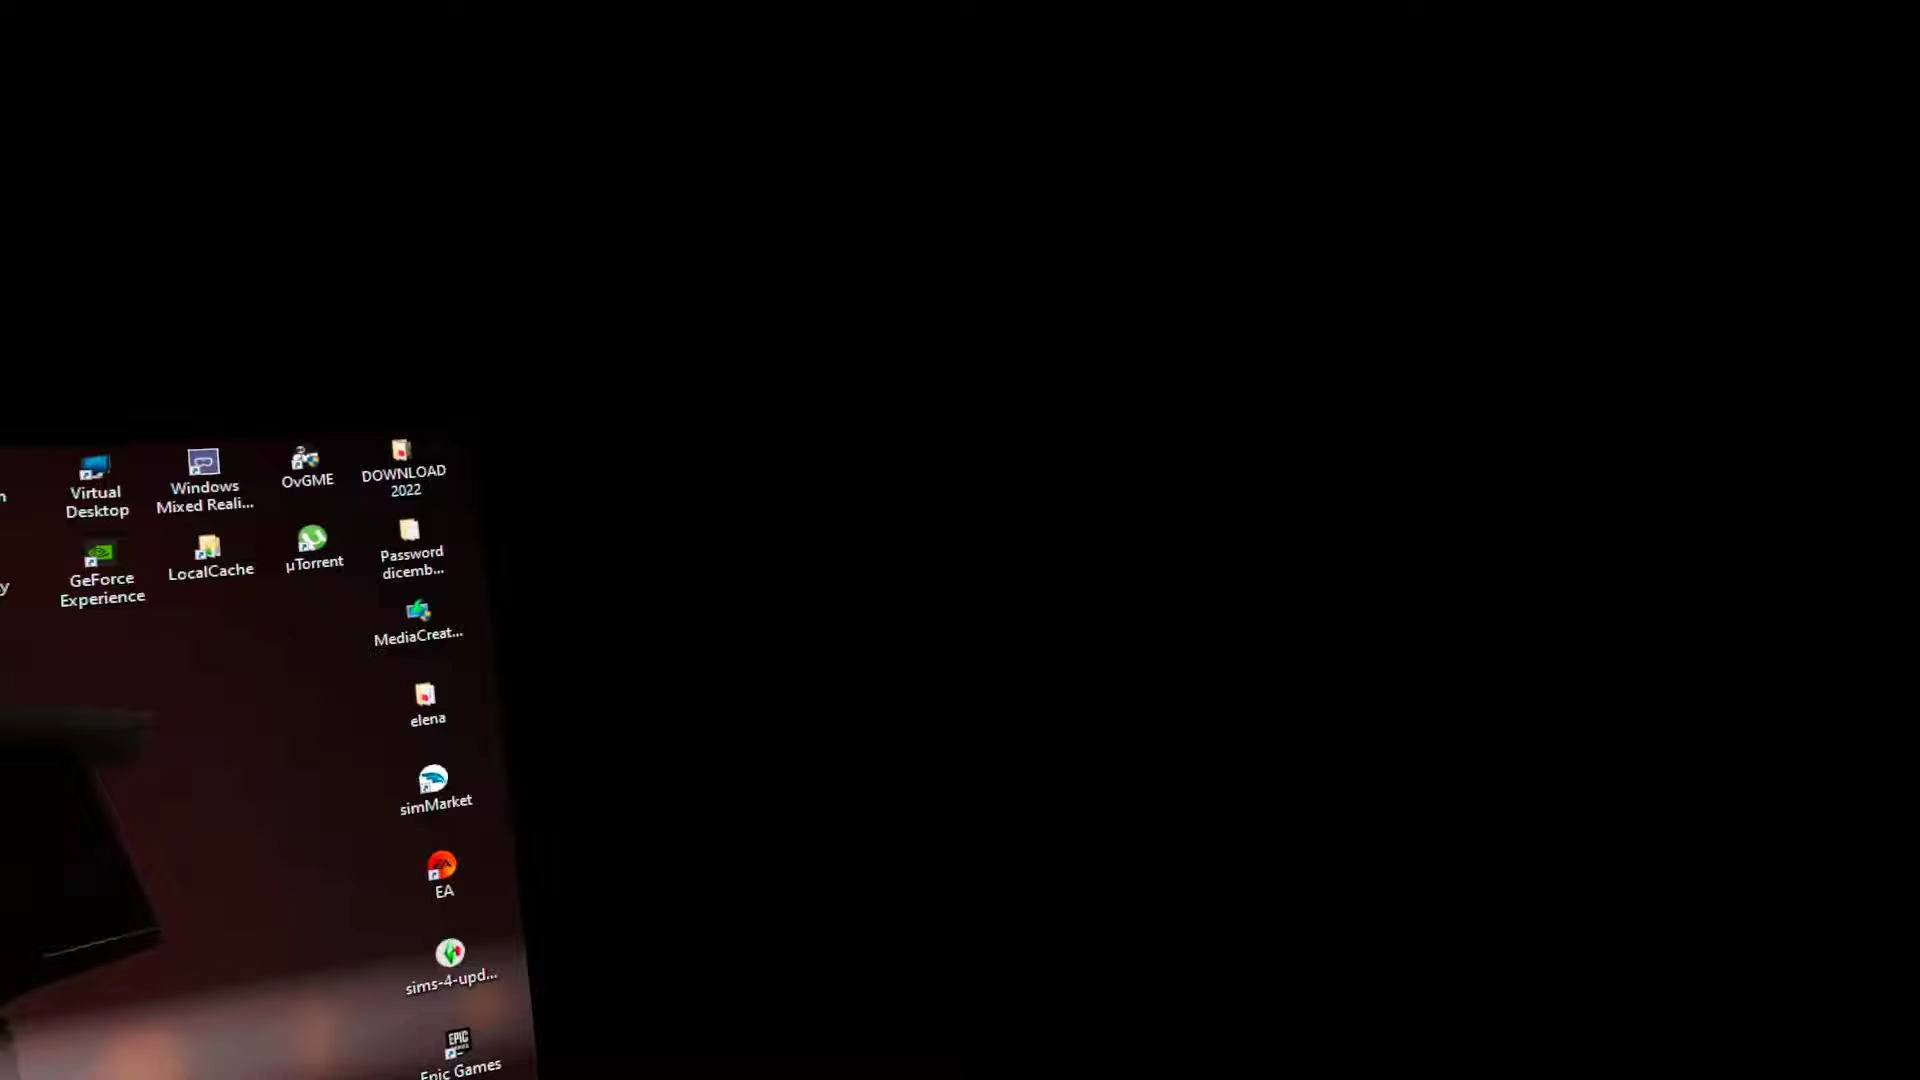 Virtual
Desktop
Windows
Mixed Reali...
OvGME
DOWNLOAD
2022
GeForce
Experience
LocalCache
µTorrent
Password
dicemb...
MediaCreat...
elena
simMarket
EA
sims-4-upd...
EPIC
Epic Games